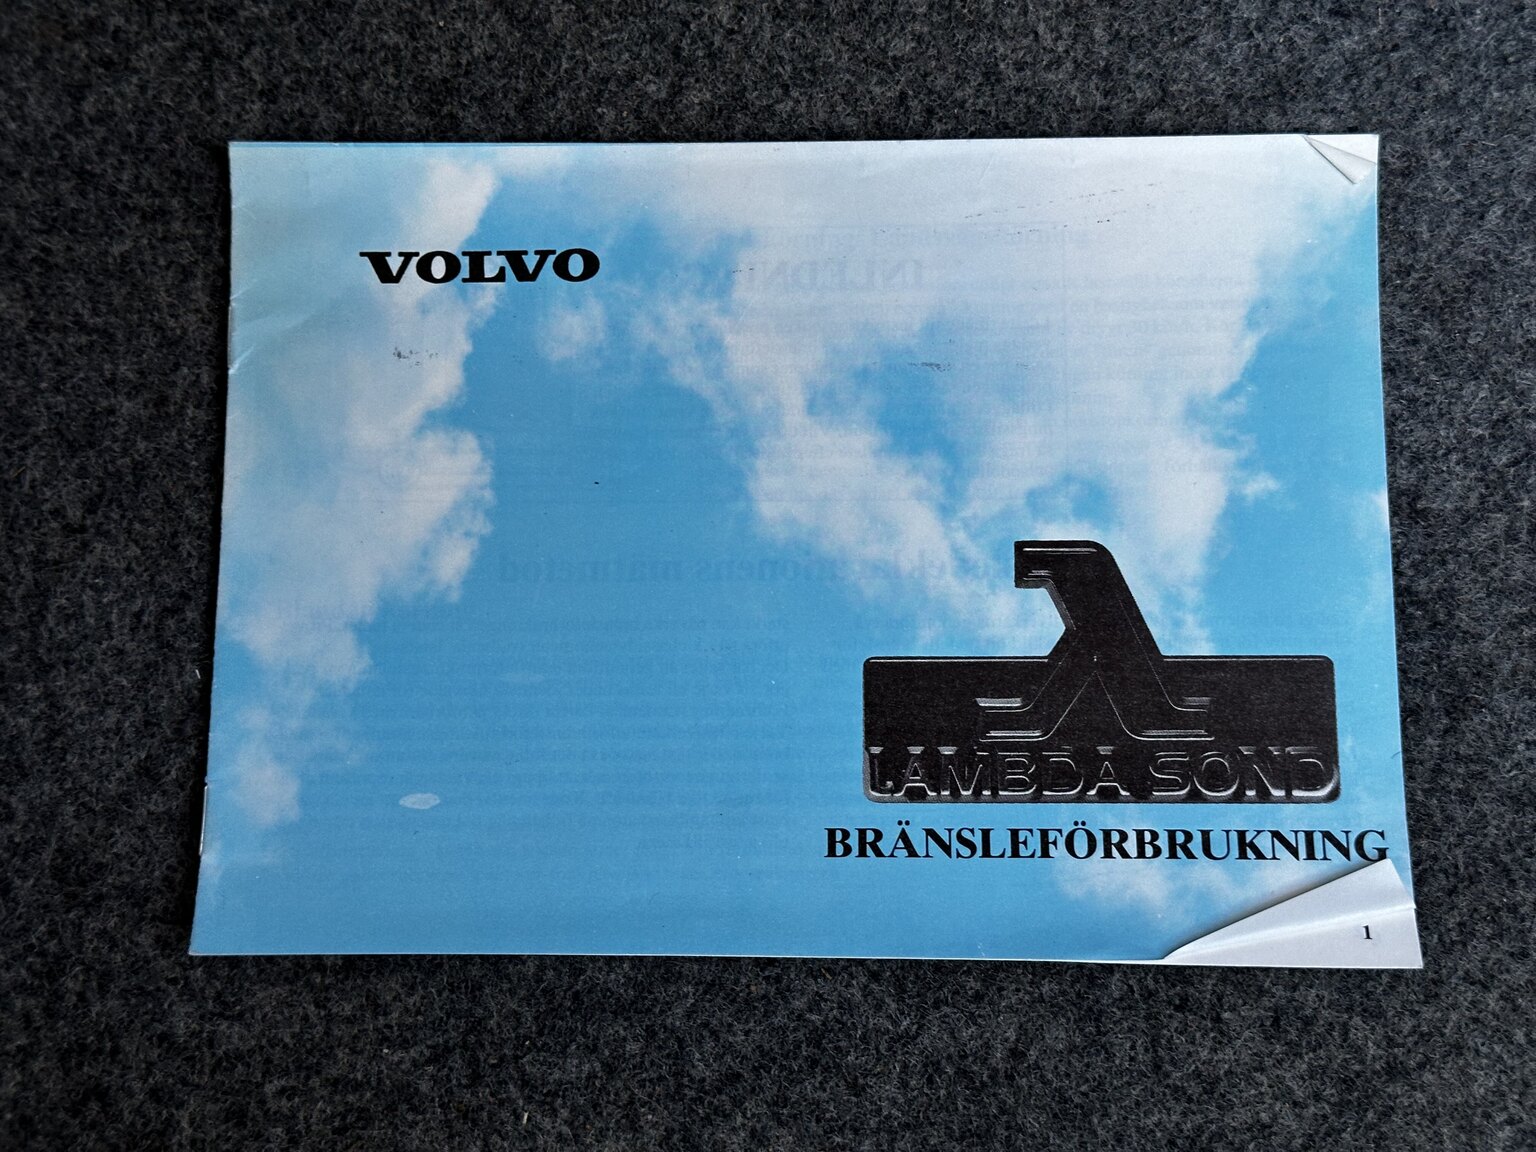 VOLVO
LAMBDA SOND
BRÄNSLEFÖRBRUKNING
1